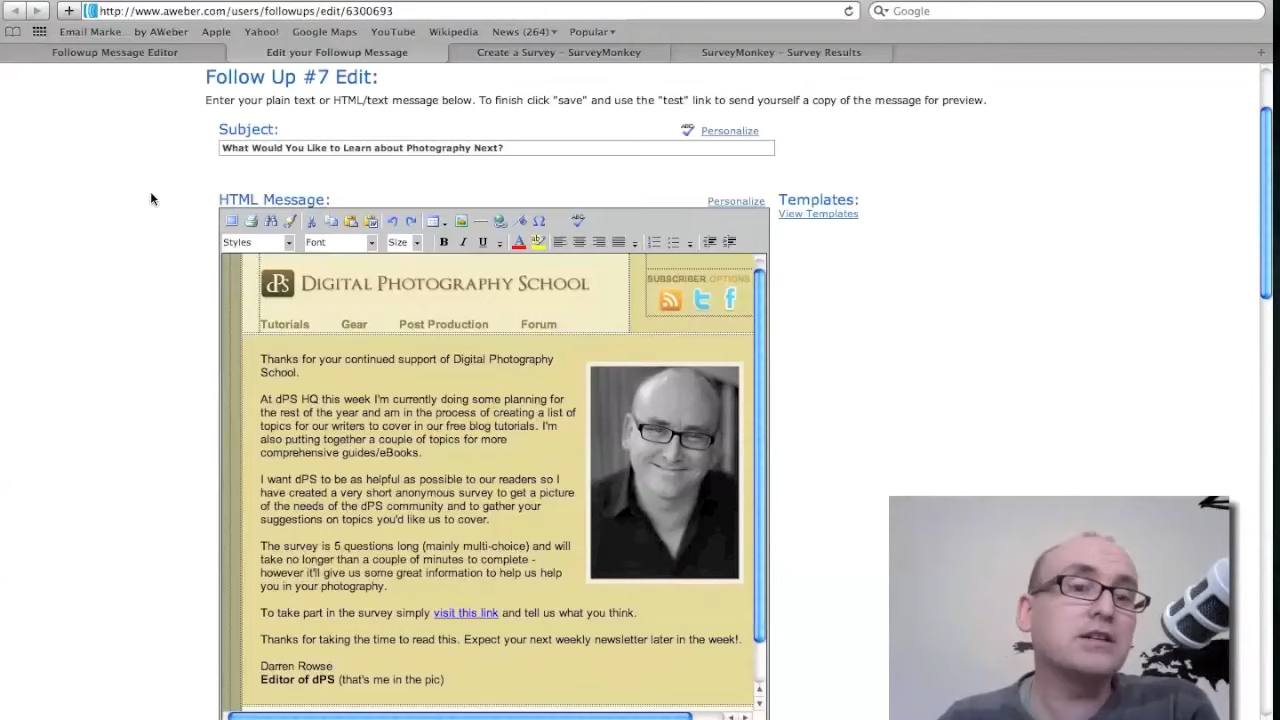 http://www.aweber.com/users/followups/edit/6300693
Google
Email Marke by AWeber Apple Yahoo! Google Maps YouTube Wikipedia News (264) Popular
Followup Message Editor
Edit your Followup Message
Create a Survey – SurveyMonkey
SurveyMonkey – Survey Results
Follow Up #7 Edit:
Enter your plain text or HTML/text message below. To finish click "save" and use the "test" link to send yourself a copy of the message for preview.
Subject:
ABC
Personalize
What Would You Like to Learn about Photography Next?
HTML Message:
Personalize
Templates:
View Templates
Styles Font Size B I U A
dPS DIGITAL PHOTOGRAPHY SCHOOL
SUBSCRIBER OPTIONS
Tutorials Gear Post Production Forum
Thanks for your continued support of Digital Photography
School.
At dPS HQ this week I'm currently doing some planning for
the rest of the year and am in the process of creating a list of
topics for our writers to cover in our free blog tutorials. I'm
also putting together a couple of topics for more
comprehensive guides/eBooks.
I want dPS to be as helpful as possible to our readers so I
have created a very short anonymous survey to get a picture
of the needs of the dPS community and to gather your
suggestions on topics you'd like us to cover.
The survey is 5 questions long (mainly multi-choice) and will
take no longer than a couple of minutes to complete -
however it'll give us some great information to help us help
you in your photography.
To take part in the survey simply visit this link and tell us what you think.
Thanks for taking the time to read this. Expect your next weekly newsletter later in the week!.
Darren Rowse
Editor of dPS (that's me in the pic)